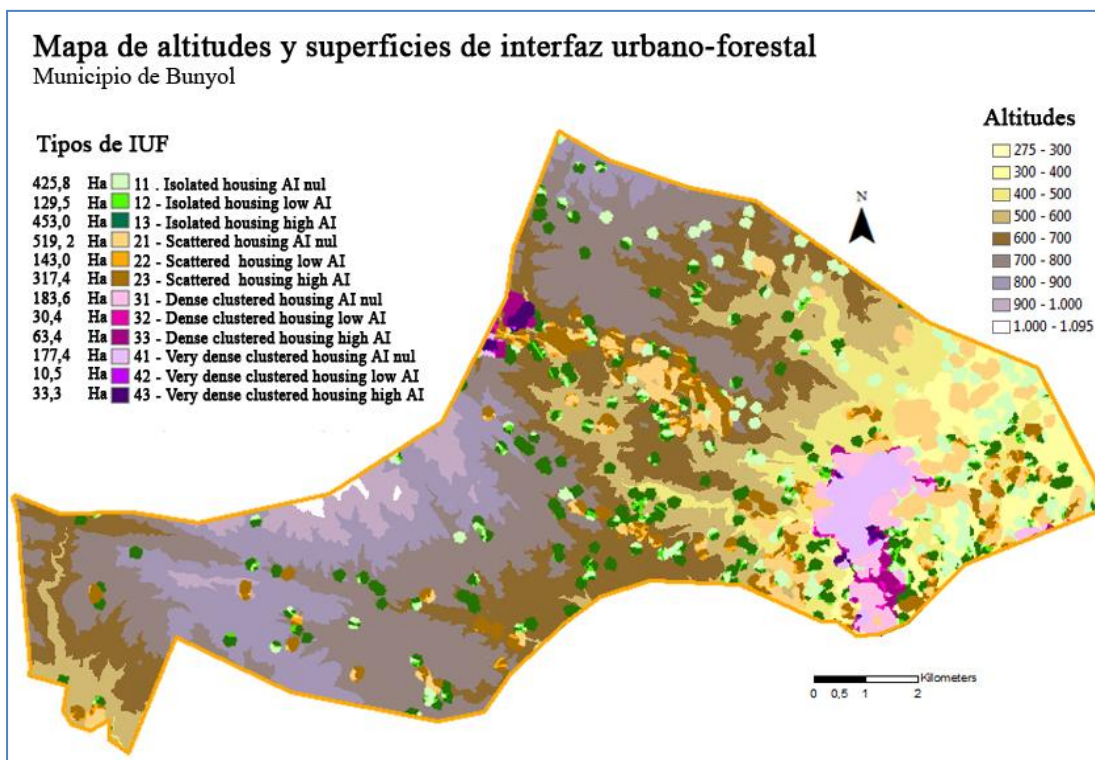 Mapa de altitudes y superfícies de interfaz urbano-forestal
Municipio de Bunyol
Tipos de IUF
425,8 Ha 11 . Isolated housing AI nul
129,5 Ha 12 - Isolated housing low AI
453,0 Ha 13 - Isolated housing high AI
519, 2 Ha 21 - Scattered housing AI nul
143,0 Ha 22 - Scattered housing low AI
317,4 Ha 23 - Scattered housing high AI
183,6 Ha 31 - Dense clustered housing AI nul
30,4 Ha 32 - Dense clustered housing low AI
63,4 Ha 33 - Dense clustered housing high AI
177,4 Ha 41 - Very dense clustered housing AI nul
10,5 Ha 42 - Very dense clustered housing low AI
33,3 Ha 43 - Very dense clustered housing high AI
Altitudes
275 - 300
300 - 400
400 - 500
500 - 600
600 - 700
700 - 800
800 - 900
900 - 1.000
1.000 - 1.095
N
Kilometers
0 0,5 1 2